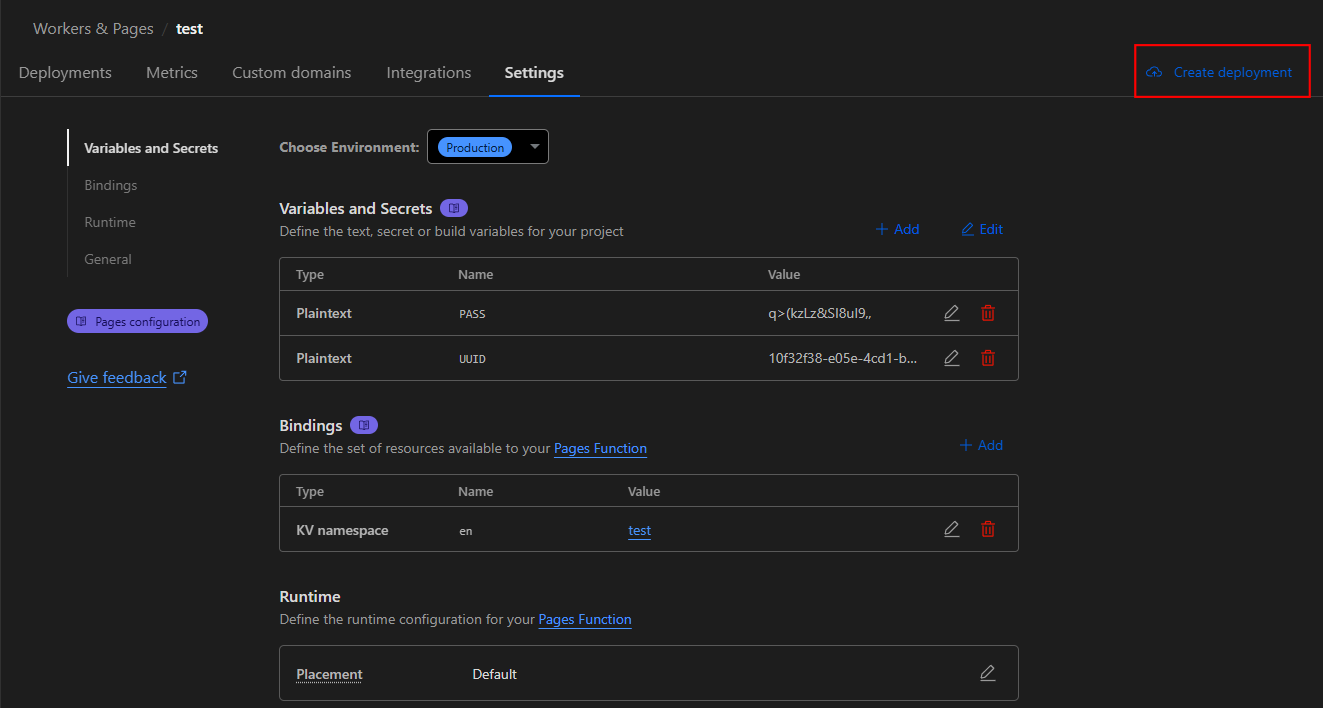 Workers & Pages / test
Deployments Metrics Custom domains Integrations Settings Create deployment
Variables and Secrets
Bindings
Runtime
General
Pages configuration
Give feedback
Choose Environment: Production
Variables and Secrets
Define the text, secret or build variables for your project
+ Add Edit
Type Name Value
Plaintext PASS q>(kzLz&SI8uI9,,
Plaintext UUID 10f32f38-e05e-4cd1-b...
Bindings
Define the set of resources available to your Pages Function
+ Add
Type Name Value
KV namespace en test
Runtime
Define the runtime configuration for your Pages Function
Placement Default